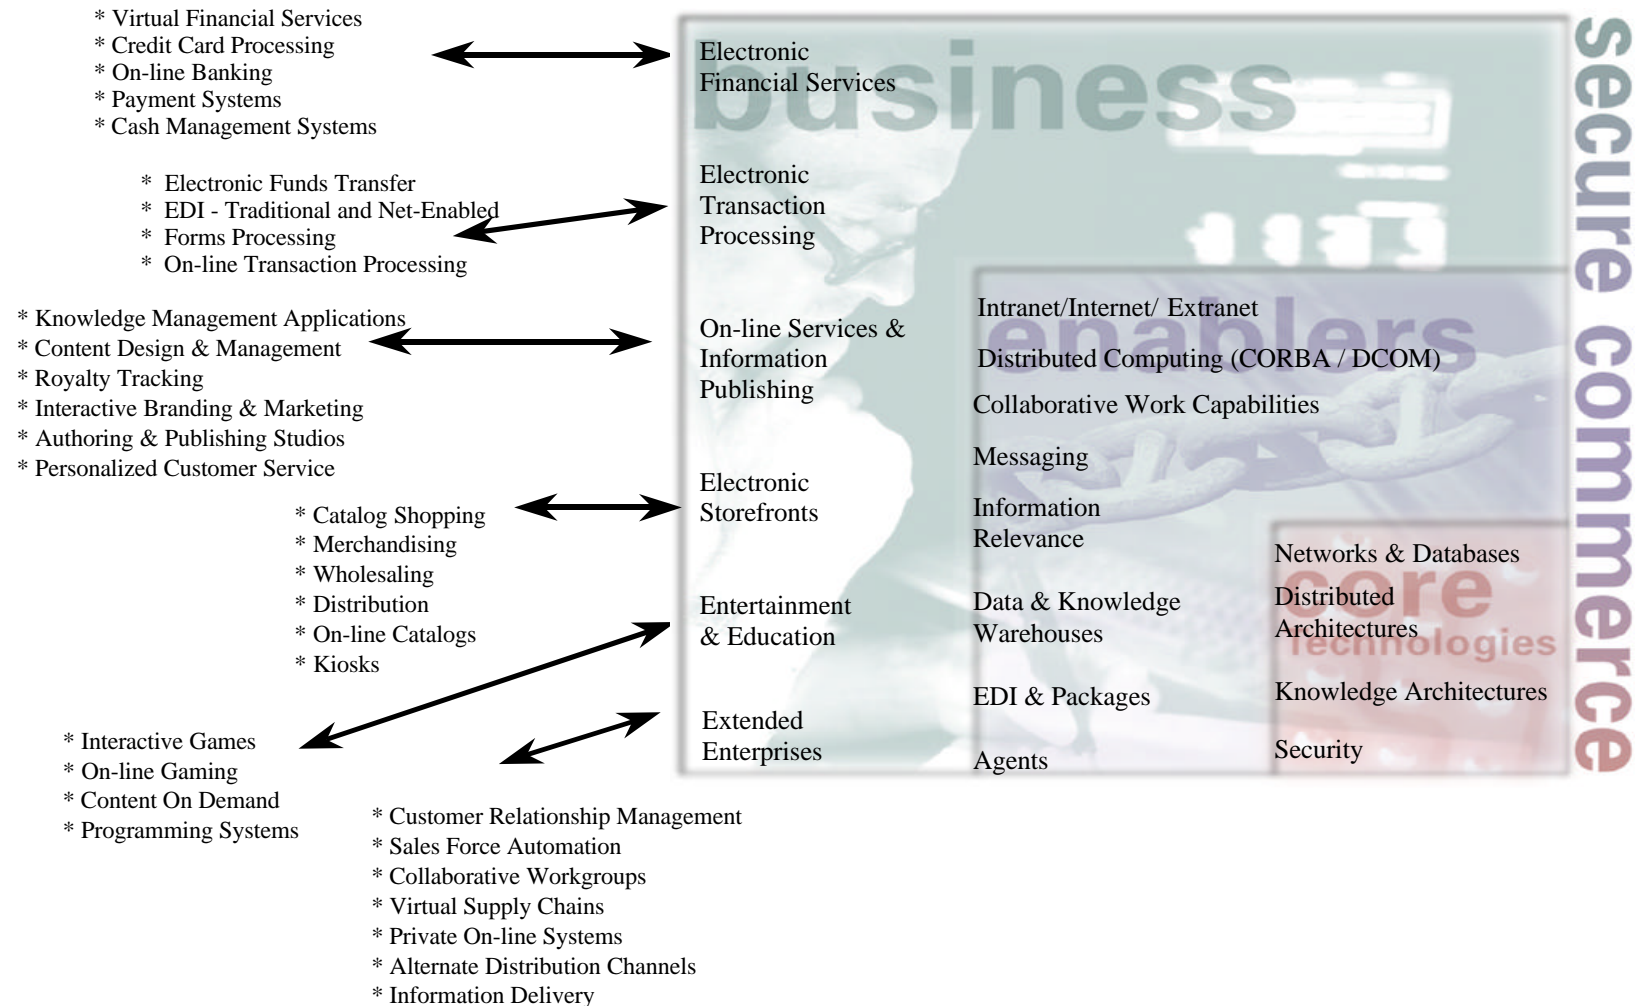 * Virtual Financial Services
* Credit Card Processing
* On-line Banking
* Payment Systems
* Cash Management Systems
* Electronic Funds Transfer
* EDI - Traditional and Net-Enabled
* Forms Processing
* On-line Transaction Processing
* Knowledge Management Applications
* Content Design & Management
* Royalty Tracking
* Interactive Branding & Marketing
* Authoring & Publishing Studios
* Personalized Customer Service
* Catalog Shopping
* Merchandising
* Wholesaling
* Distribution
* On-line Catalogs
* Kiosks
* Interactive Games
* On-line Gaming
* Content On Demand
* Programming Systems
* Customer Relationship Management
* Sales Force Automation
* Collaborative Workgroups
* Virtual Supply Chains
* Private On-line Systems
* Alternate Distribution Channels
* Information Delivery
business
Electronic
Financial Services
Electronic
Transaction
Processing
On-line Services &
Information
Publishing
Electronic
Storefronts
Entertainment
& Education
Extended
Enterprises
enablers
Intranet/Internet/ Extranet
Distributed Computing (CORBA / DCOM)
Collaborative Work Capabilities
Messaging
Information
Relevance
Data & Knowledge
Warehouses
EDI & Packages
Agents
core
Technologies
Networks & Databases
Distributed
Architectures
Knowledge Architectures
Security
secure commerce